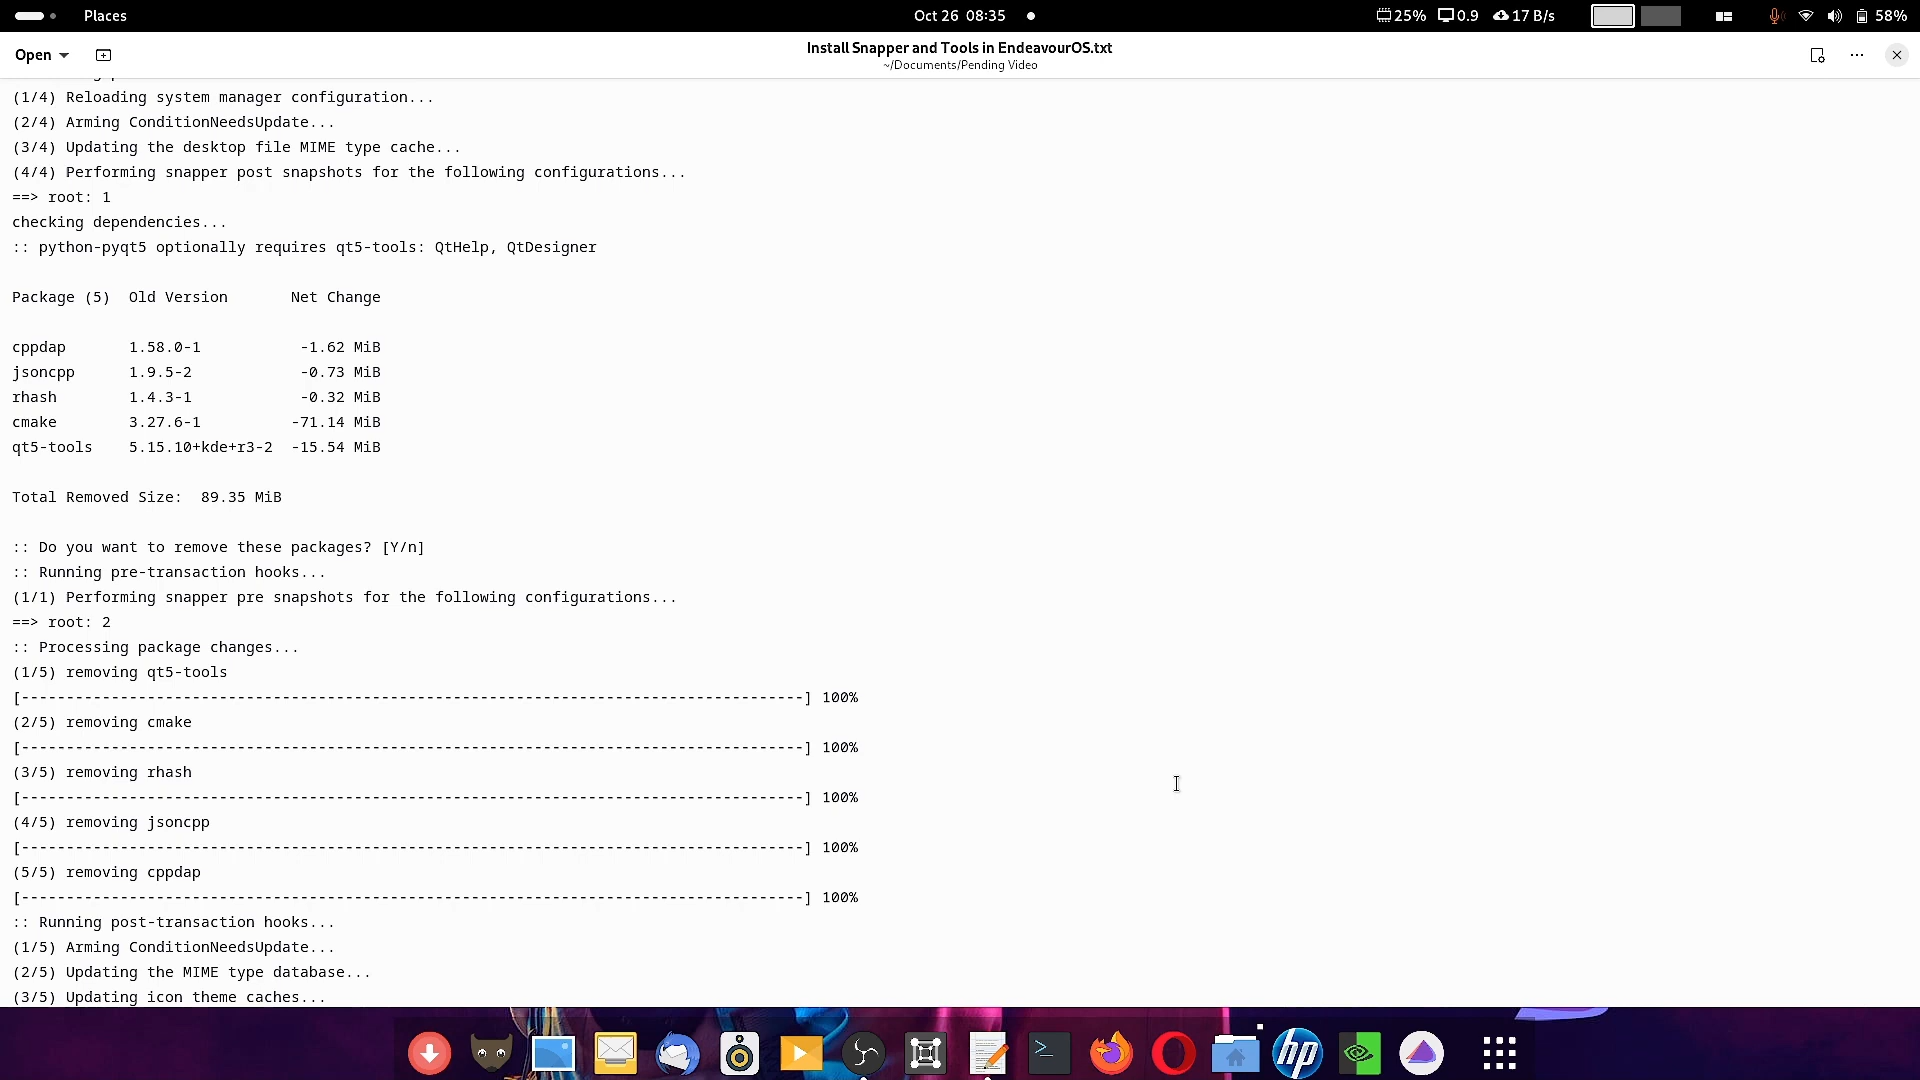 Places
Oct 26 08:35
25%
0.9
17 B/s
58%
Open
Install Snapper and Tools in EndeavourOS.txt
~/Documents/Pending Video
(1/4) Reloading system manager configuration...
(2/4) Arming ConditionNeedsUpdate...
(3/4) Updating the desktop file MIME type cache...
(4/4) Performing snapper post snapshots for the following configurations...
==> root: 1
checking dependencies...
:: python-pyqt5 optionally requires qt5-tools: QtHelp, QtDesigner
Package (5)  Old Version       Net Change
cppdap       1.58.0-1           -1.62 MiB
jsoncpp      1.9.5-2            -0.73 MiB
rhash        1.4.3-1            -0.32 MiB
cmake        3.27.6-1          -71.14 MiB
qt5-tools    5.15.10+kde+r3-2  -15.54 MiB
Total Removed Size:  89.35 MiB
:: Do you want to remove these packages? [Y/n]
:: Running pre-transaction hooks...
(1/1) Performing snapper pre snapshots for the following configurations...
==> root: 2
:: Processing package changes...
(1/5) removing qt5-tools
[---------------------------------------------------------------------------------------] 100%
(2/5) removing cmake
[---------------------------------------------------------------------------------------] 100%
(3/5) removing rhash
[---------------------------------------------------------------------------------------] 100%
(4/5) removing jsoncpp
[---------------------------------------------------------------------------------------] 100%
(5/5) removing cppdap
[---------------------------------------------------------------------------------------] 100%
:: Running post-transaction hooks...
(1/5) Arming ConditionNeedsUpdate...
(2/5) Updating the MIME type database...
(3/5) Updating icon theme caches...
hp